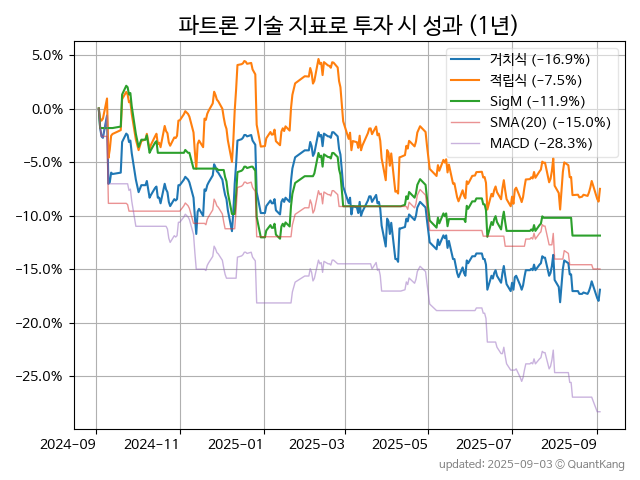 파트론 기술 지표로 투자 시 성과 (1년)
5.0%
0.0%
−5.0%
−10.0%
−15.0%
−20.0%
−25.0%
거치식 (−16.9%)
적립식 (−7.5%)
SigM (−11.9%)
SMA(20) (−15.0%)
MACD (−28.3%)
2024-09
2024-11
2025-01
2025-03
2025-05
2025-07
2025-09
updated: 2025-09-03 ⓒ QuantKang